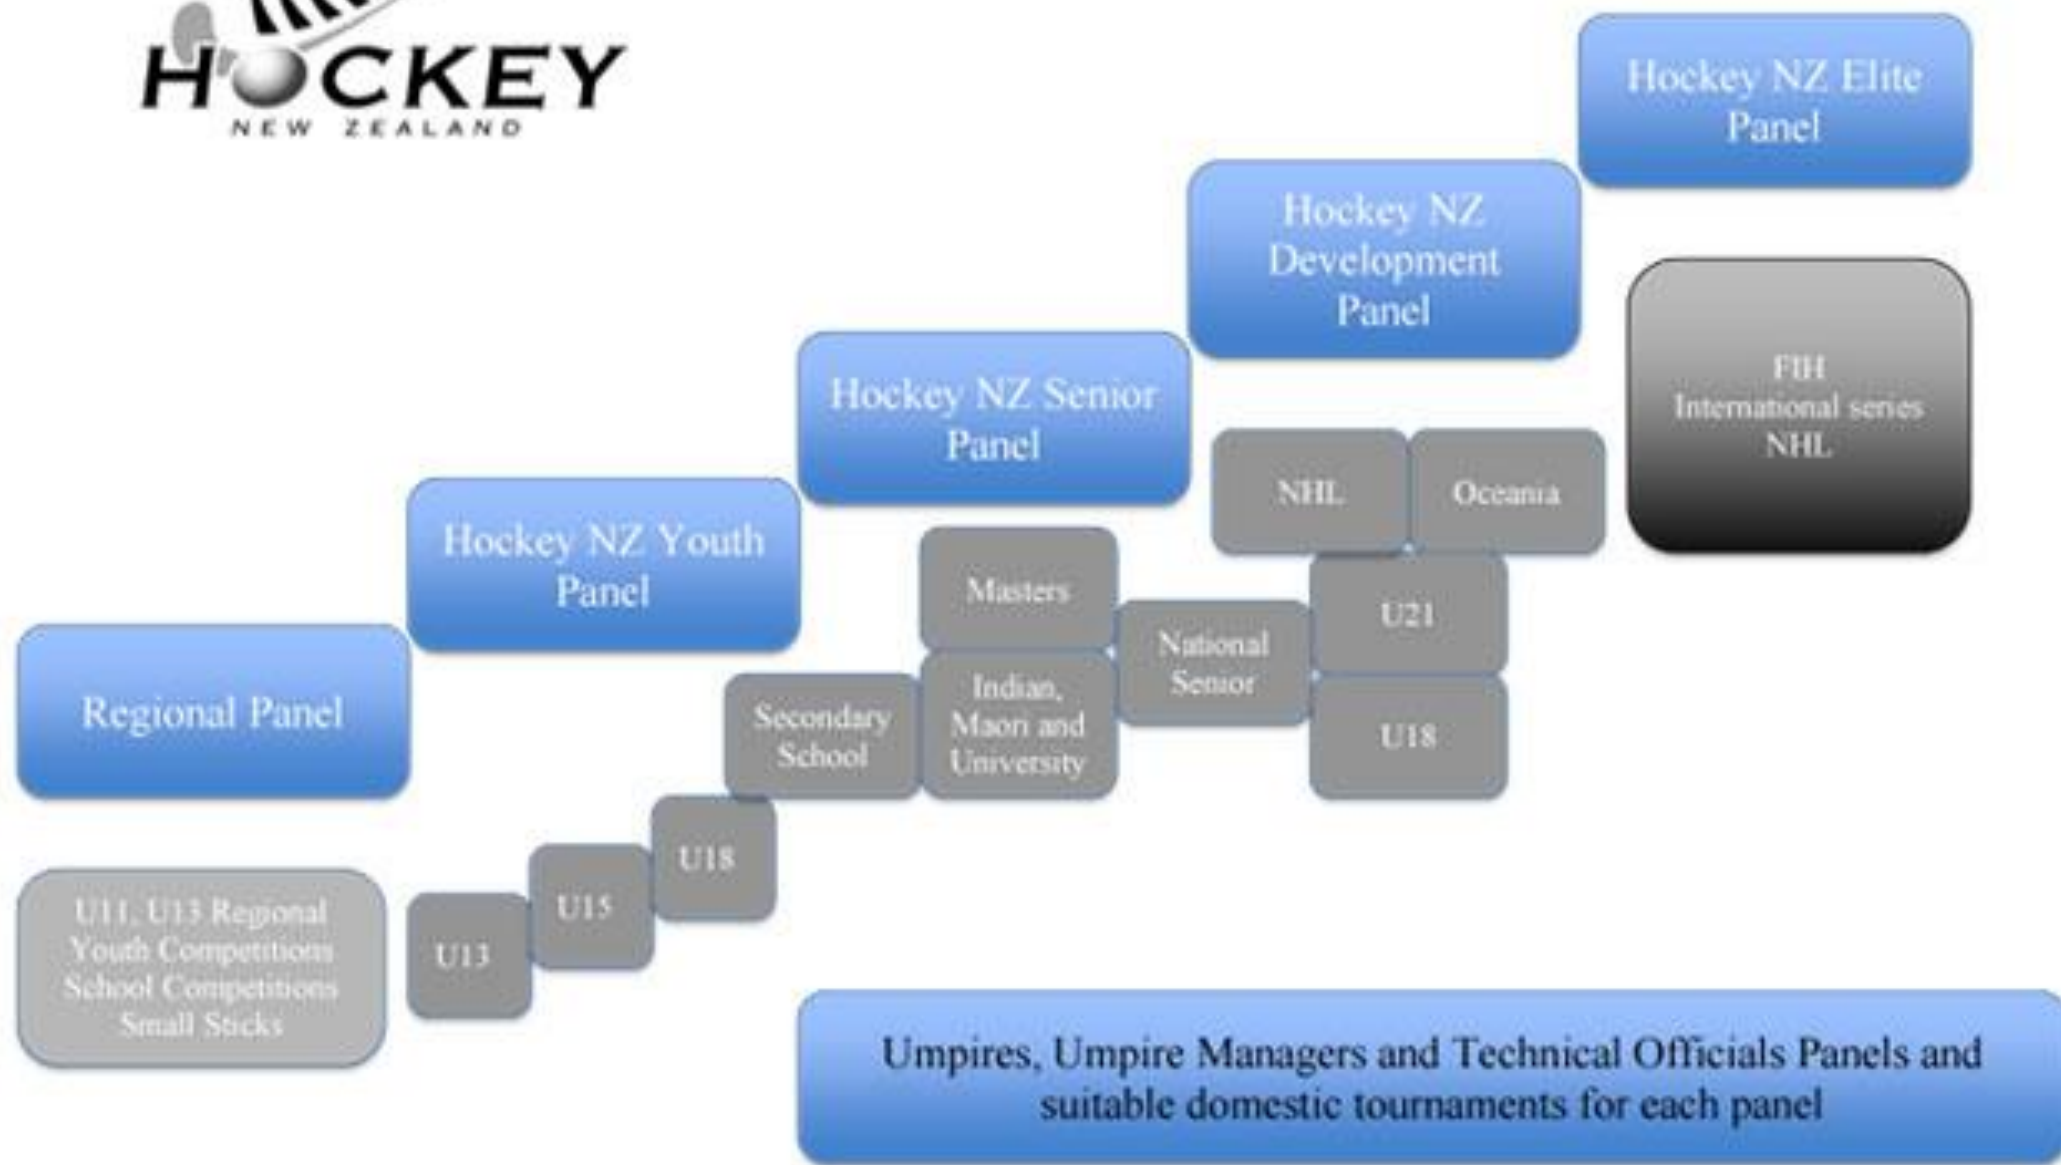 HOCKEY
NEW ZEALAND
Hockey NZ Elite
Panel
Hockey NZ
Development
Panel
Hockey NZ Senior
Panel
Hockey NZ Youth
Panel
Regional Panel
FIH
International series
NHL
NHL
Oceania
Masters
U21
National
Senior
Indian,
Maori and
University
Secondary
School
U18
U18
U15
U13
U11, U13 Regional
Youth Competitions
School Competitions
Small Sticks
Umpires, Umpire Managers and Technical Officials Panels and
suitable domestic tournaments for each panel